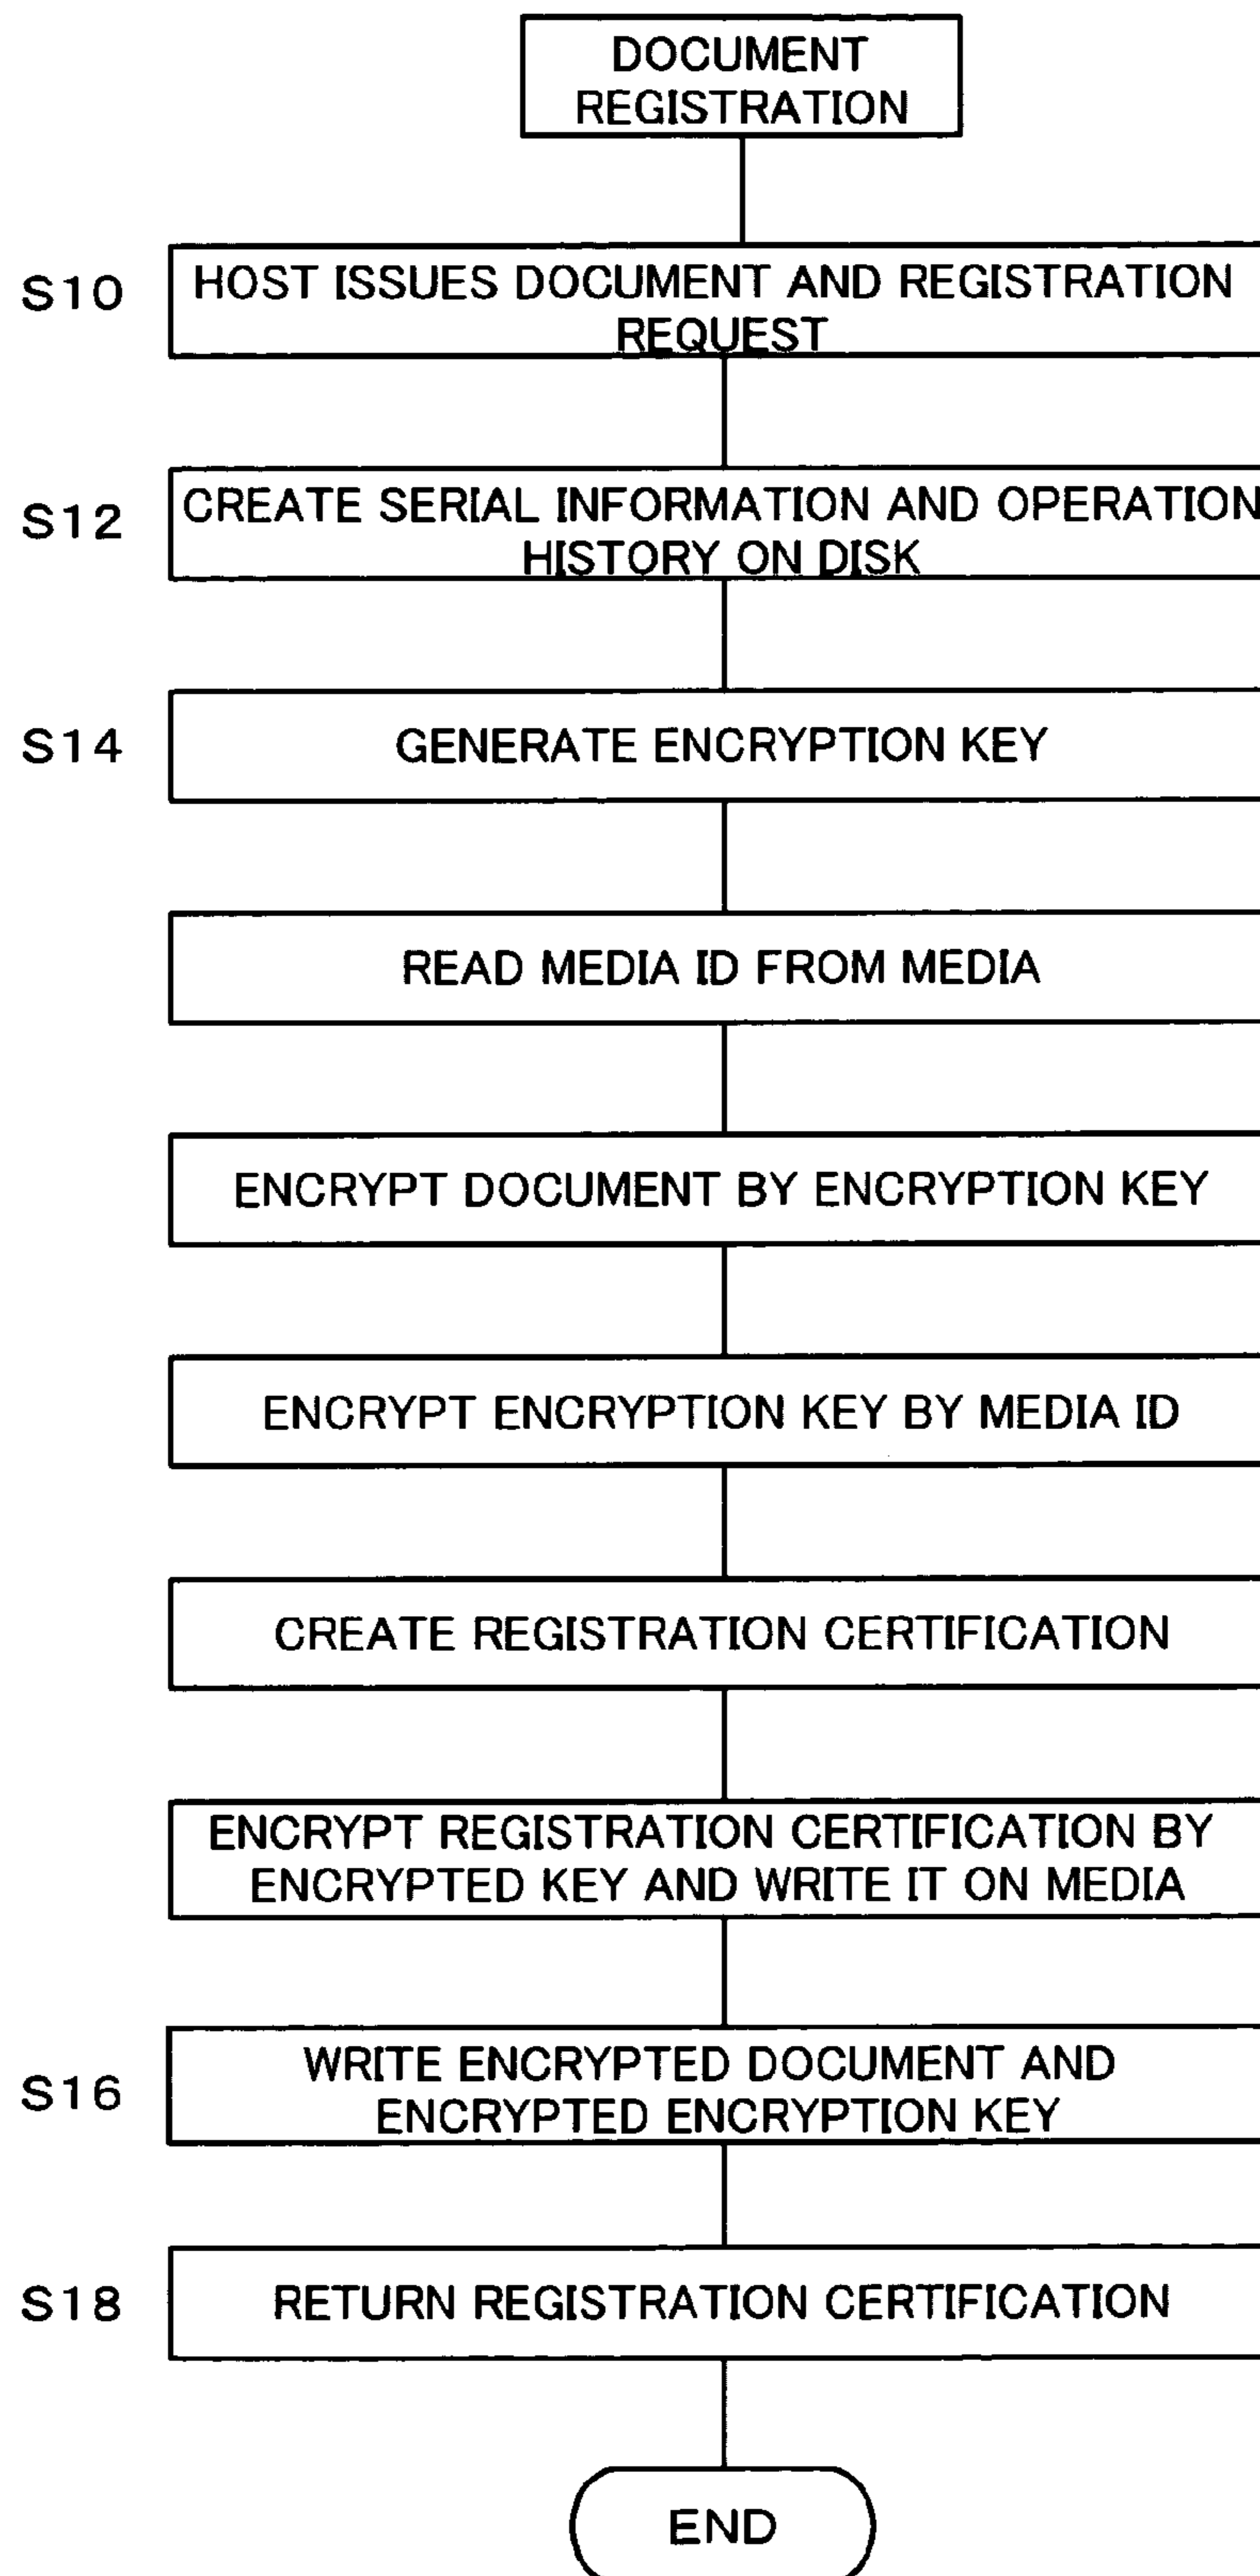 DOCUMENT
REGISTRATION
S10
HOST ISSUES DOCUMENT AND REGISTRATION
REQUEST
S12
CREATE SERIAL INFORMATION AND OPERATION
HISTORY ON DISK
S14
GENERATE ENCRYPTION KEY
READ MEDIA ID FROM MEDIA
ENCRYPT DOCUMENT BY ENCRYPTION KEY
ENCRYPT ENCRYPTION KEY BY MEDIA ID
CREATE REGISTRATION CERTIFICATION
ENCRYPT REGISTRATION CERTIFICATION BY
ENCRYPTED KEY AND WRITE IT ON MEDIA
S16
WRITE ENCRYPTED DOCUMENT AND
ENCRYPTED ENCRYPTION KEY
S18
RETURN REGISTRATION CERTIFICATION
END